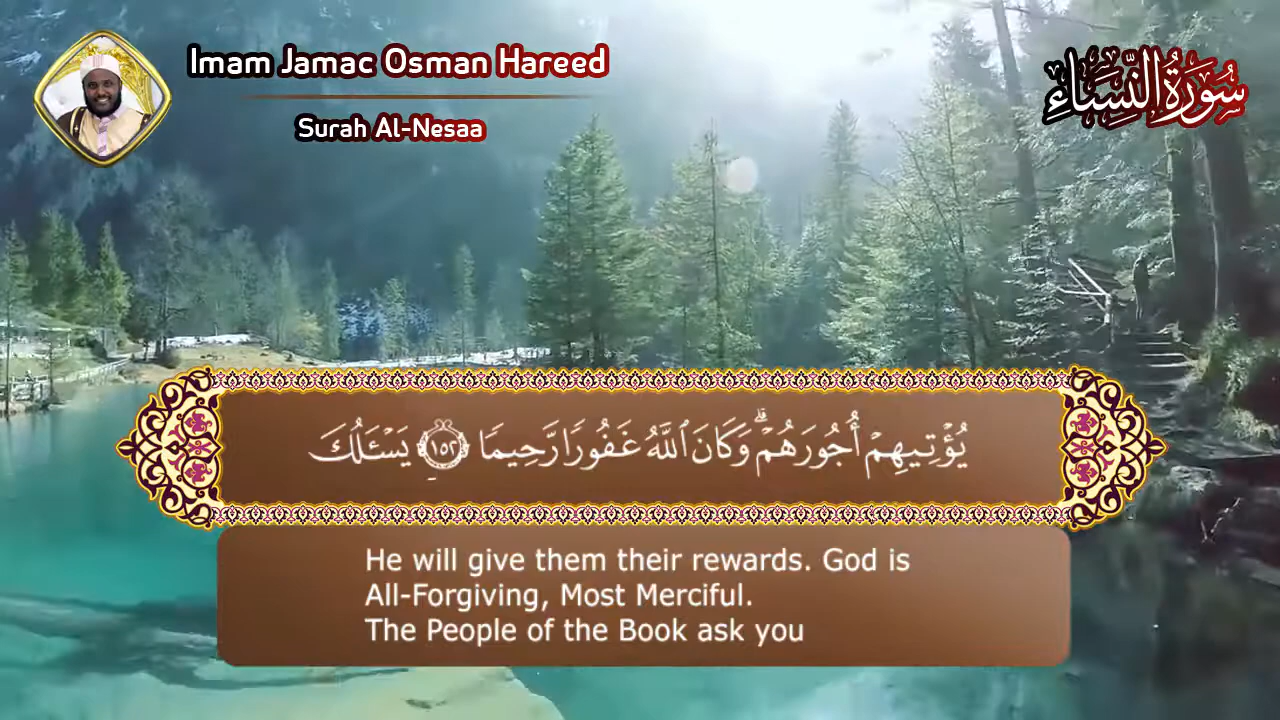 Imam Jamac Osman Hareed
Surah Al-Nesaa
سُورَةُ النِّسَاءِ
يُؤْتِيهِمْ أُجُورَهُمْ ۗ وَكَانَ ٱللَّهُ غَفُورًا رَّحِيمًا ١٥٢ يَسْـَٔلُكَ
He will give them their rewards. God is
All-Forgiving, Most Merciful.
The People of the Book ask you